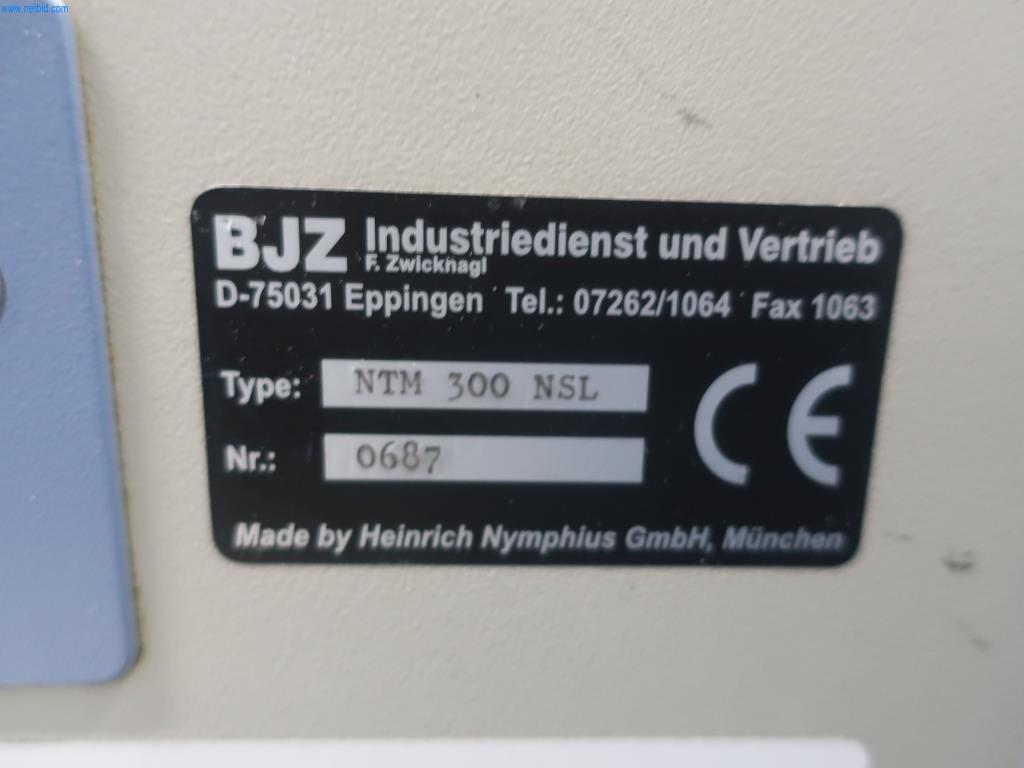 www.netbid.com
BJZ Industriedienst und Vertrieb
F. Zwicknagl
D-75031 Eppingen Tel.: 07262/1064 Fax 1063
Type: NTM 300 NSL
Nr.: 0687
CE
Made by Heinrich Nymphius GmbH, München